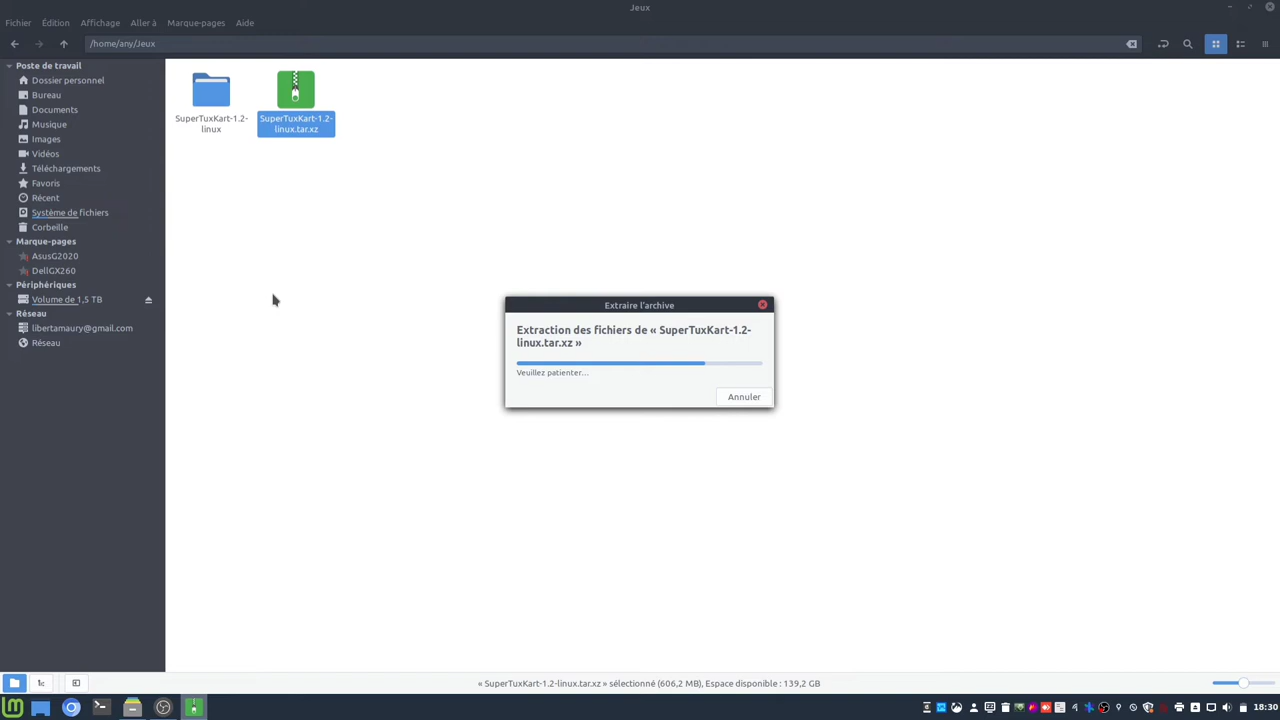 Jeux
Fichier Édition Affichage Aller à Marque-pages Aide
/home/any/Jeux
Poste de travail
Dossier personnel
Bureau
Documents
Musique
Images
Vidéos
Téléchargements
Favoris
Récent
Système de fichiers
Corbeille
Marque-pages
AsusG2020
DellGX260
Périphériques
Volume de 1,5 TB
Réseau
libertamaury@gmail.com
Réseau
SuperTuxKart-1.2-
linux
SuperTuxKart-1.2-
linux.tar.xz
Extraire l'archive
Extraction des fichiers de « SuperTuxKart-1.2-
linux.tar.xz »
Veuillez patienter…
Annuler
« SuperTuxKart-1.2-linux.tar.xz » sélectionné (606,2 MB), Espace disponible : 139,2 GB
18:30